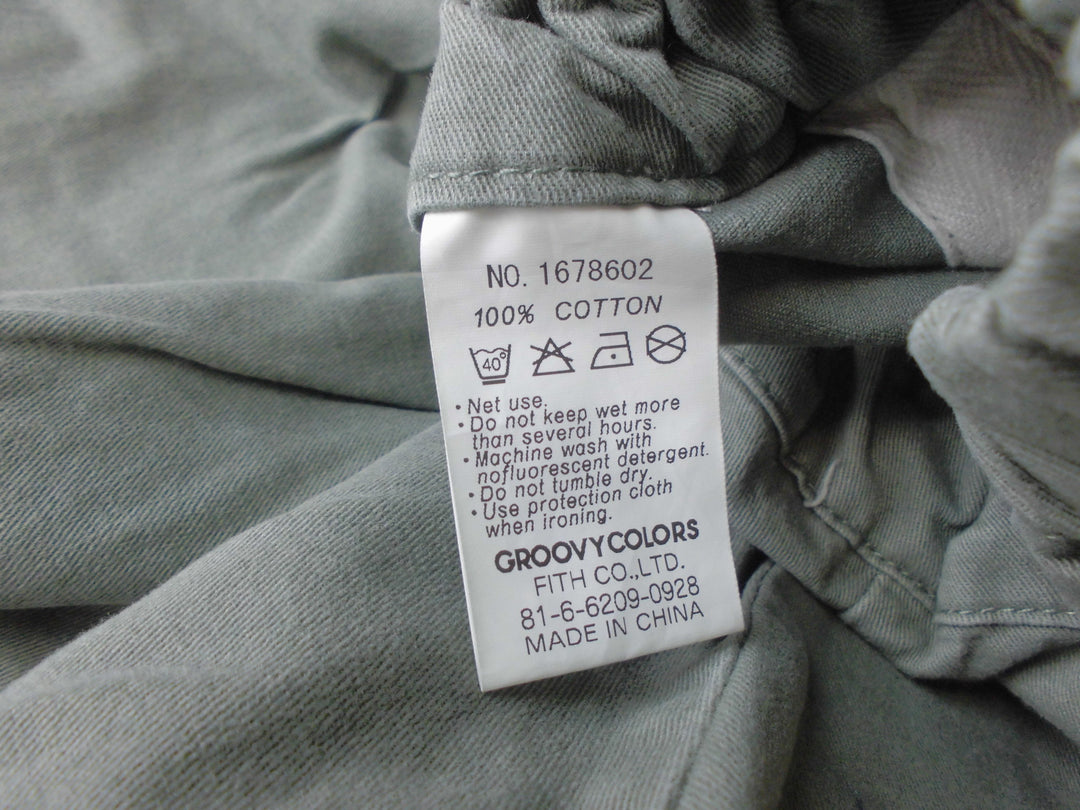 NO. 1678602
100% COTTON
40°
• Net use.
• Do not keep wet more
than several hours.
• Machine wash with
nofluorescent detergent.
• Do not tumble dry.
• Use protection cloth
when ironing.
GROOVYCOLORS
FITH CO.,LTD.
81-6-6209-0928
MADE IN CHINA